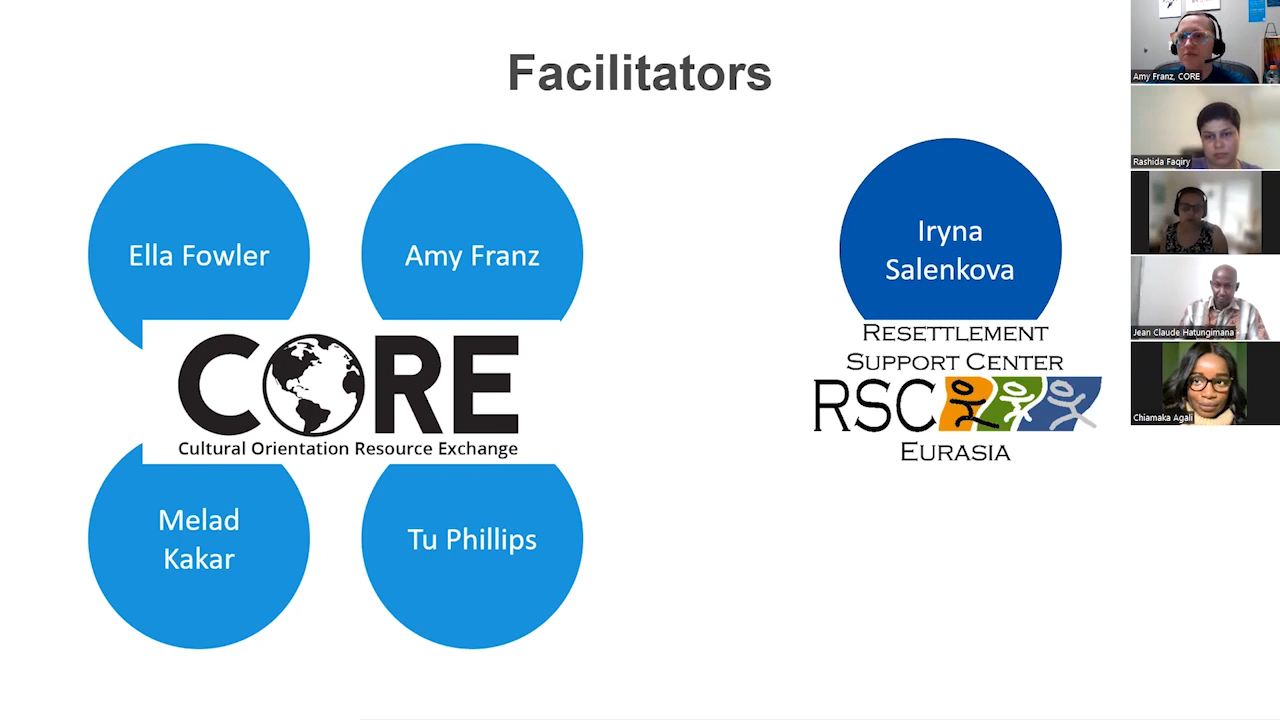 Facilitators
Ella Fowler
Amy Franz
Iryna
Salenkova
CORE
Cultural Orientation Resource Exchange
RESETTLEMENT
SUPPORT CENTER
RSC
EURASIA
Melad
Kakar
Tu Phillips
Amy Franz, CORE
Rashida Faqiry
Jean Claude Hatungimana
Chiamaka Agali